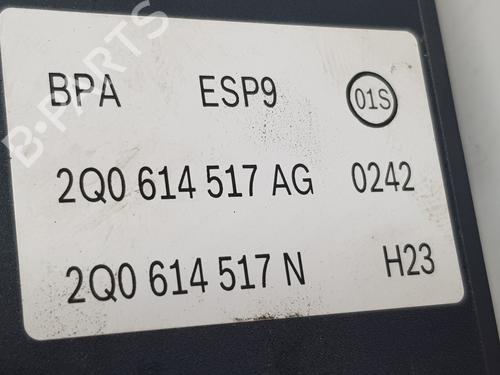 BPA ESP9 01S
2Q0 614 517 AG 0242
2Q0 614 517 N H23
B-PARTS